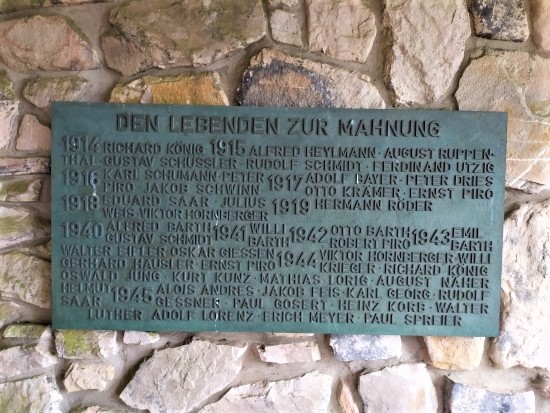 DEN LEBENDEN ZUR MAHNUNG
1914 RICHARD KÖNIG 1915 ALFRED HEYLMANN · AUGUST RUPPEN-
THAL · GUSTAV SCHÜSSLER · RUDOLF SCHMIDT · FERDINAND UTZIG
1916 KARL SCHUMANN · PETER 1917 ADOLF BAYER · PETER DRIES
PIRO · JAKOB SCHWINN OTTO KRÄMER · ERNST PIRO
1918 EDUARD SAAR · JULIUS 1919 HERMANN RÖDER
WEIS · VIKTOR HORNBERGER
1940 ALFRED BARTH 1941 WILLI 1942 OTTO BARTH 1943 EMIL
GUSTAV SCHMIDT BARTH ROBERT PIRO BARTH
WALTER EIFLER · OSKAR GIESSEN 1944 VIKTOR HORNBERGER · WILLI
GERHARD HÄUSSLER · ERNST PIRO KRIEGER · RICHARD KÖNIG
OSWALD JUNG · KURT KUNZ · MATHIAS LORIG · AUGUST NÄHER
HELMUT 1945 ALOIS ANDRES · JAKOB EIS · KARL GEORG · RUDOLF
SAAR GESSNER · PAUL GOSERT · HEINZ KORB · WALTER
LUTHER · ADOLF LORENZ · ERICH MEYER · PAUL SPREIER